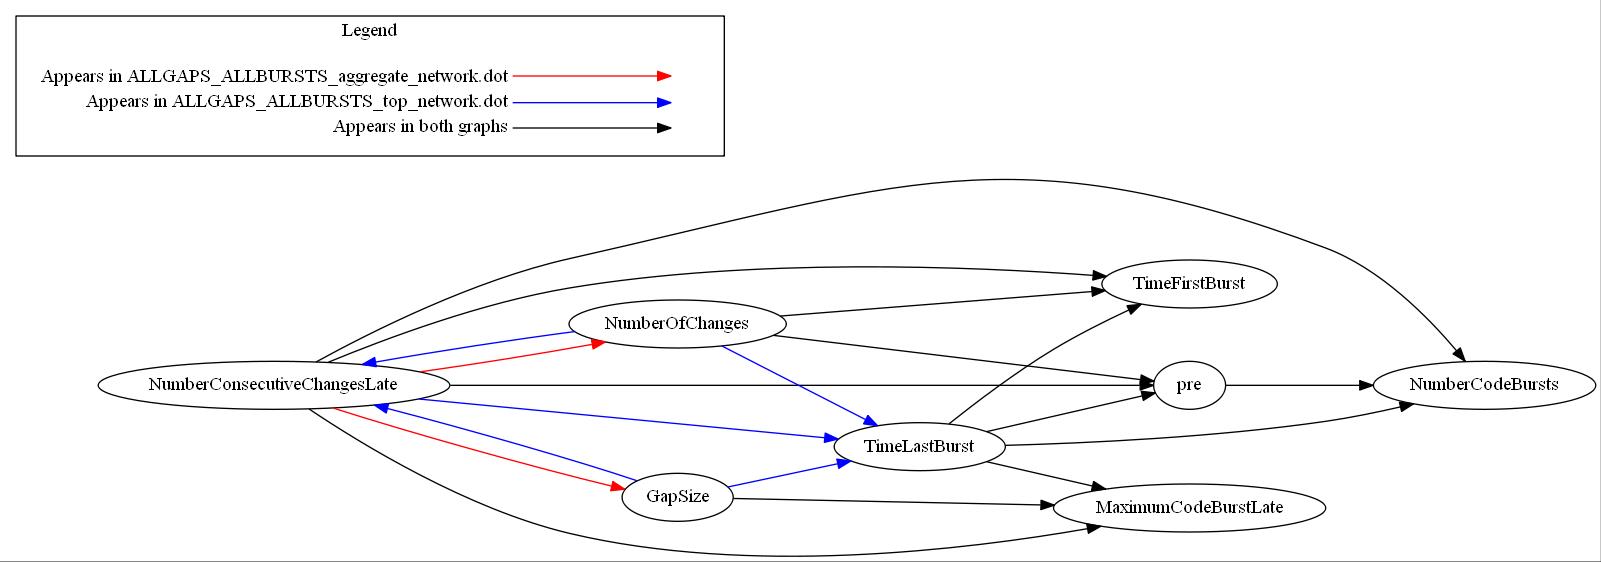 Legend
Appears in ALLGAPS_ALLBURSTS_aggregate_network.dot
Appears in ALLGAPS_ALLBURSTS_top_network.dot
Appears in both graphs
TimeFirstBurst
NumberOfChanges
NumberConsecutiveChangesLate
pre
NumberCodeBursts
TimeLastBurst
GapSize
MaximumCodeBurstLate